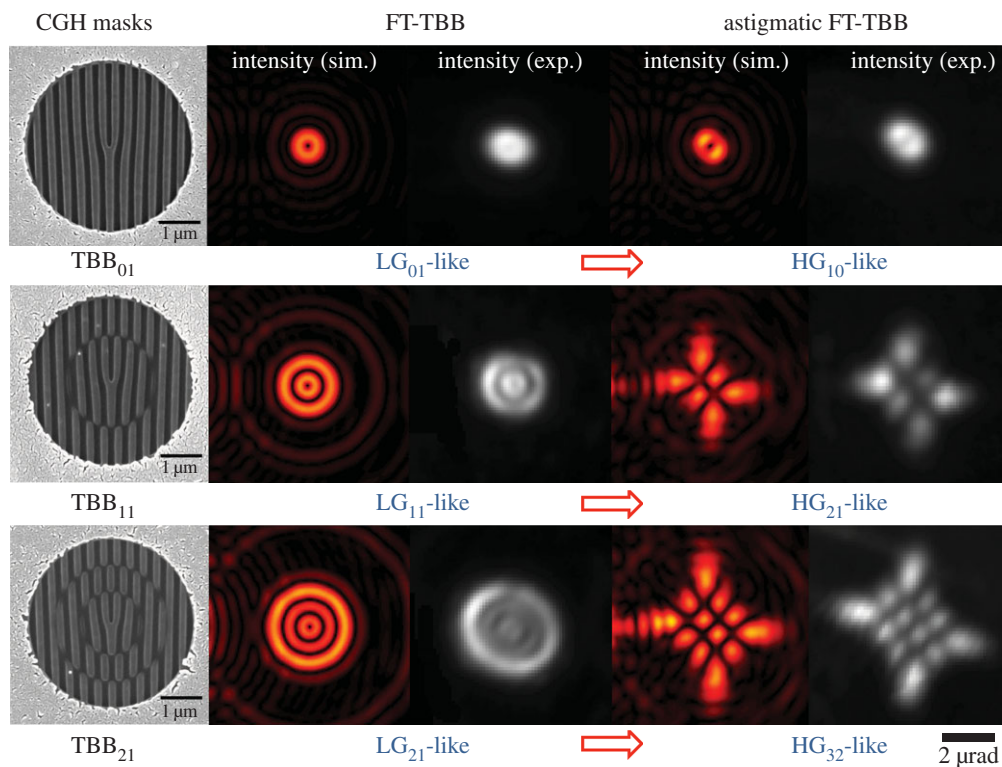 CGH masks FT-TBB astigmatic FT-TBB
intensity (sim.) intensity (exp.) intensity (sim.) intensity (exp.)
1 µm
TBB01 LG01-like HG10-like
1 µm
TBB11 LG11-like HG21-like
1 µm
TBB21 LG21-like HG32-like
2 µrad